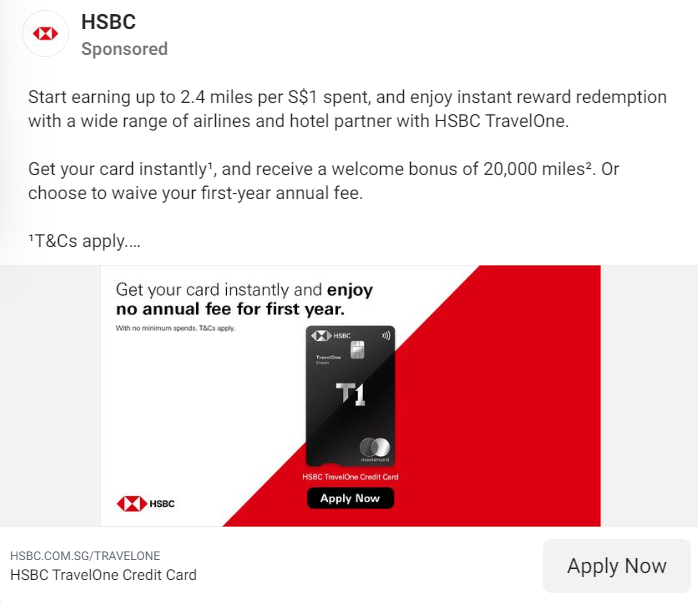 HSBC
Sponsored
Start earning up to 2.4 miles per S$1 spent, and enjoy instant reward redemption
with a wide range of airlines and hotel partner with HSBC TravelOne.
Get your card instantly¹, and receive a welcome bonus of 20,000 miles². Or
choose to waive your first-year annual fee.
¹T&Cs apply....
Get your card instantly and enjoy
no annual fee for first year.
With no minimum spends. T&Cs apply.
HSBC
TravelOne
Credit
T1
mastercard
HSBC TravelOne Credit Card
Apply Now
HSBC
HSBC.COM.SG/TRAVELONE
HSBC TravelOne Credit Card
Apply Now